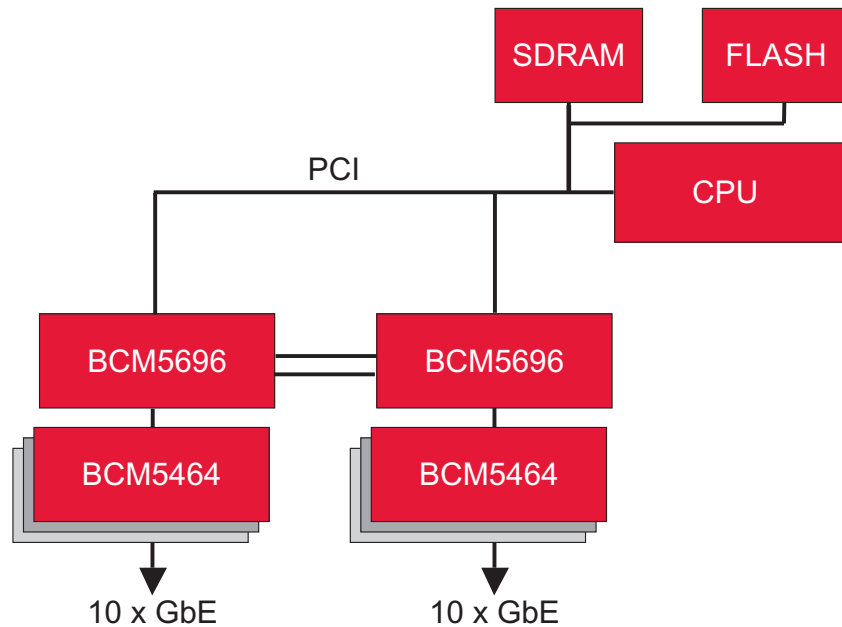 SDRAM
FLASH
PCI
CPU
BCM5696
BCM5696
BCM5464
BCM5464
10 x GbE
10 x GbE